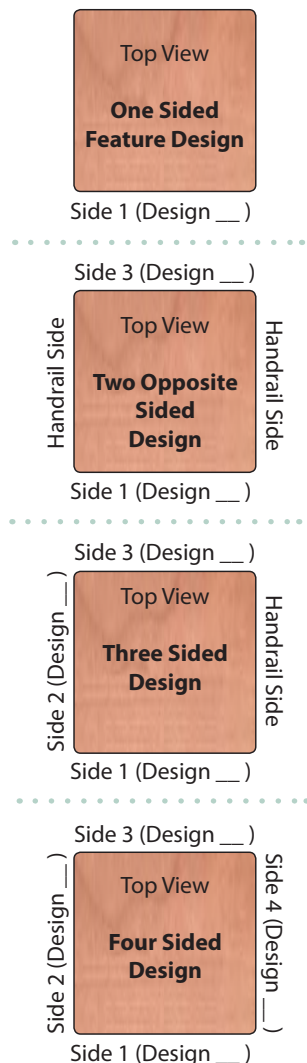 Top View
One Sided
Feature Design
Side 1 (Design __ )
Side 3 (Design __ )
Handrail Side
Top View
Two Opposite
Sided
Design
Handrail Side
Side 1 (Design __ )
Side 3 (Design __ )
Side 2 (Design __ )
Top View
Three Sided
Design
Handrail Side
Side 1 (Design __ )
Side 3 (Design __ )
Side 2 (Design __ )
Top View
Four Sided
Design
Side 4 (Design __ )
Side 1 (Design __ )